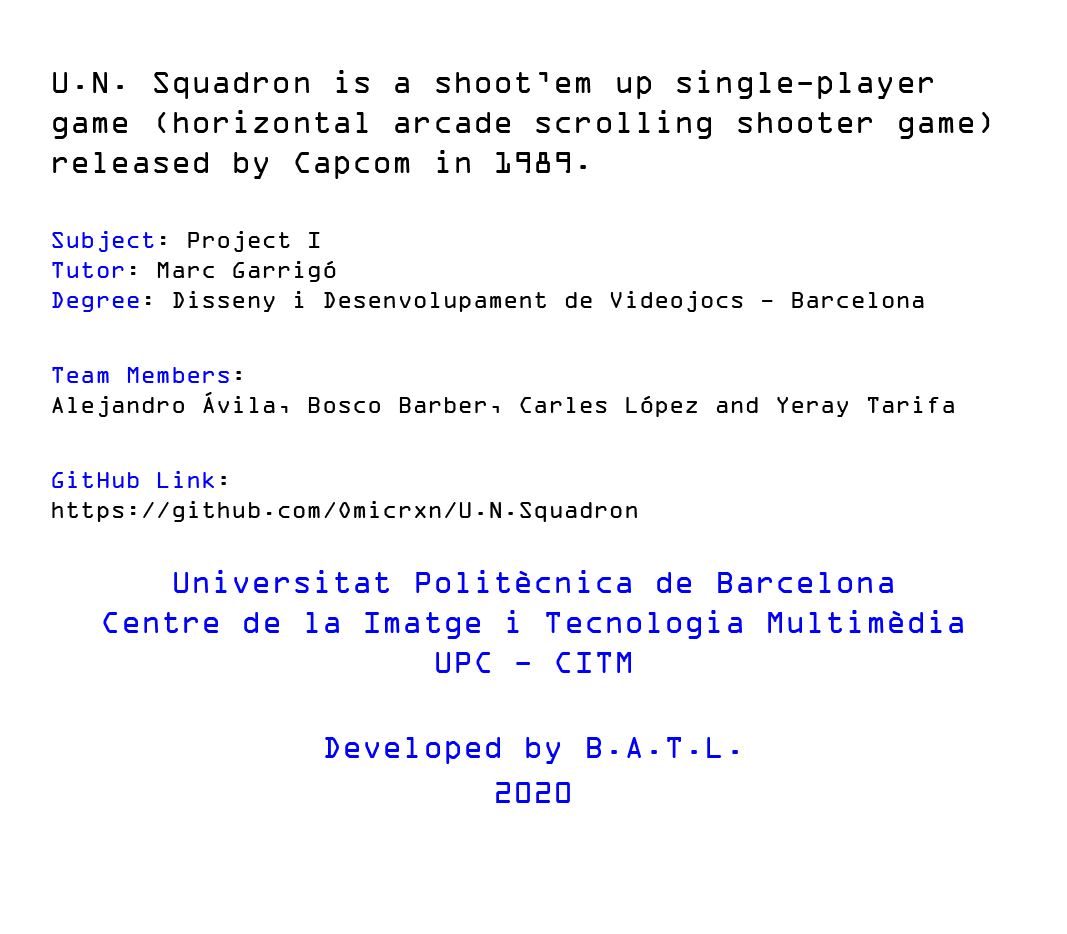 U.N. Squadron is a shoot'em up single-player
game (horizontal arcade scrolling shooter game)
released by Capcom in 1989.
Subject: Project I
Tutor: Marc Garrigó
Degree: Disseny i Desenvolupament de Videojocs - Barcelona
Team Members:
Alejandro Ávila, Bosco Barber, Carles López and Yeray Tarifa
GitHub Link:
https://github.com/0micrxn/U.N.Squadron
Universitat Politècnica de Barcelona
Centre de la Imatge i Tecnologia Multimèdia
UPC - CITM
Developed by B.A.T.L.
2020